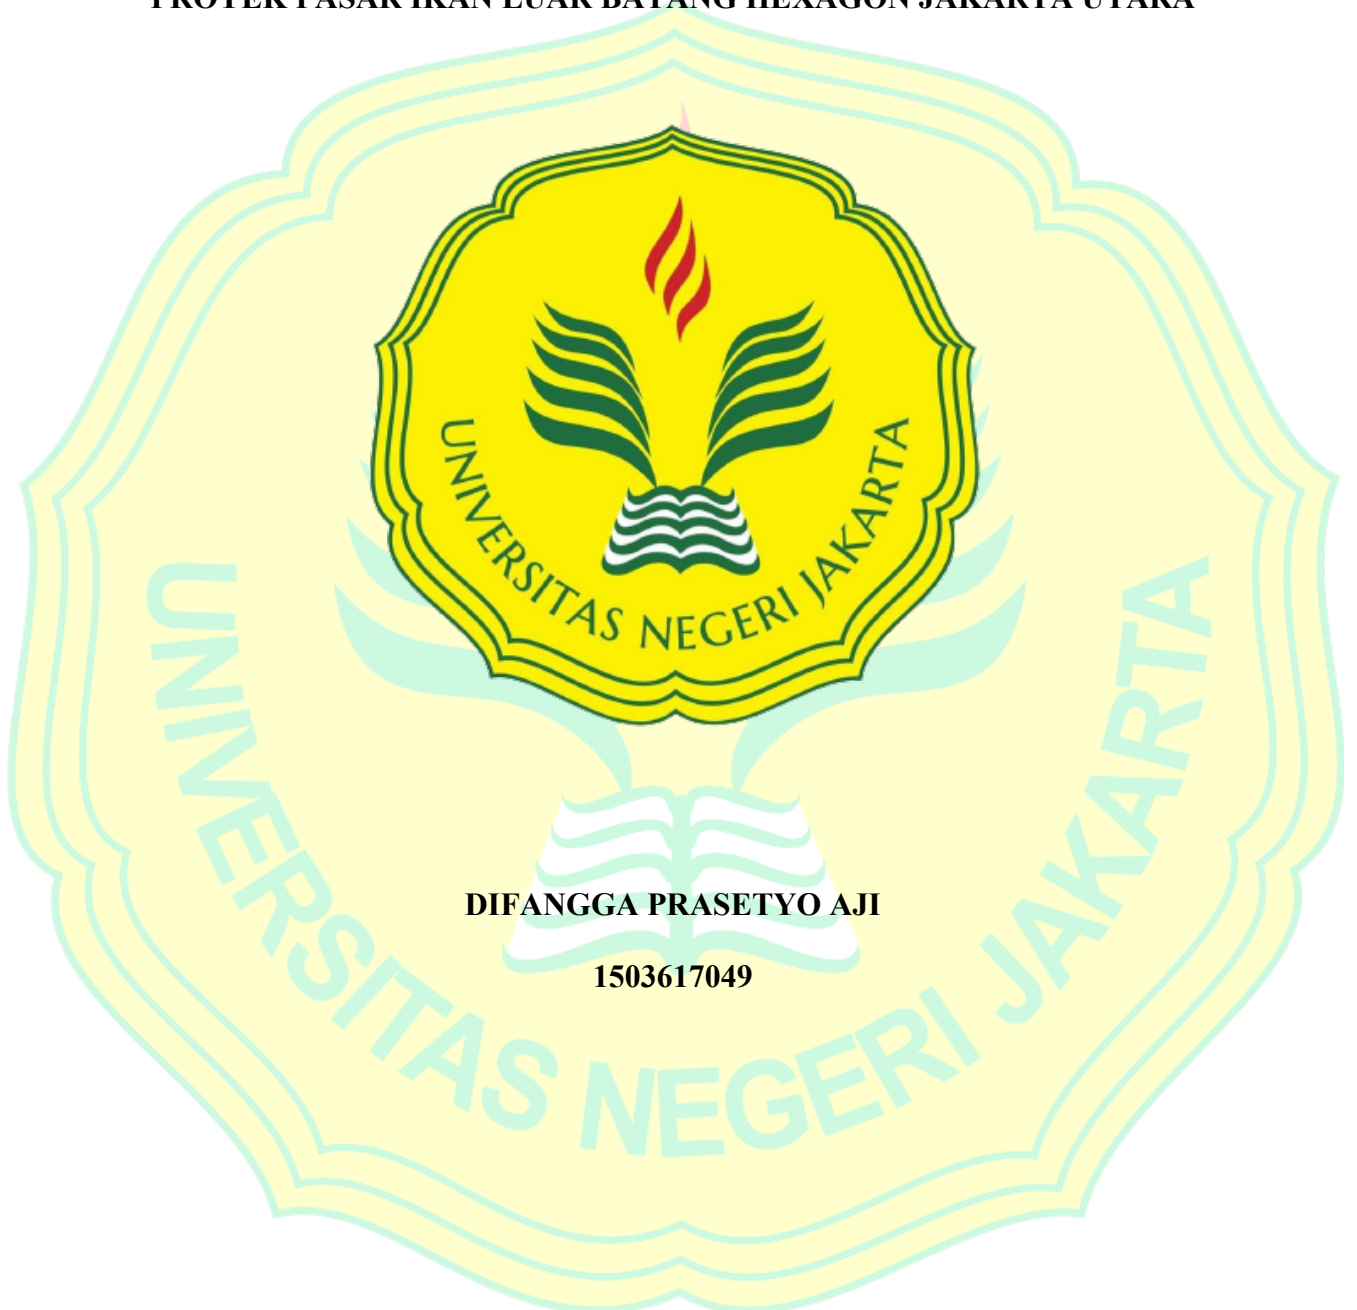 PROYEK PASAR IKAN LUAR BATANG HEXAGON JAKARTA UTARA
UNIVERSITAS NEGERI JAKARTA
DIFANGGA PRASETYO AJI
1503617049
UNIVERSITAS NEGERI JAKARTA